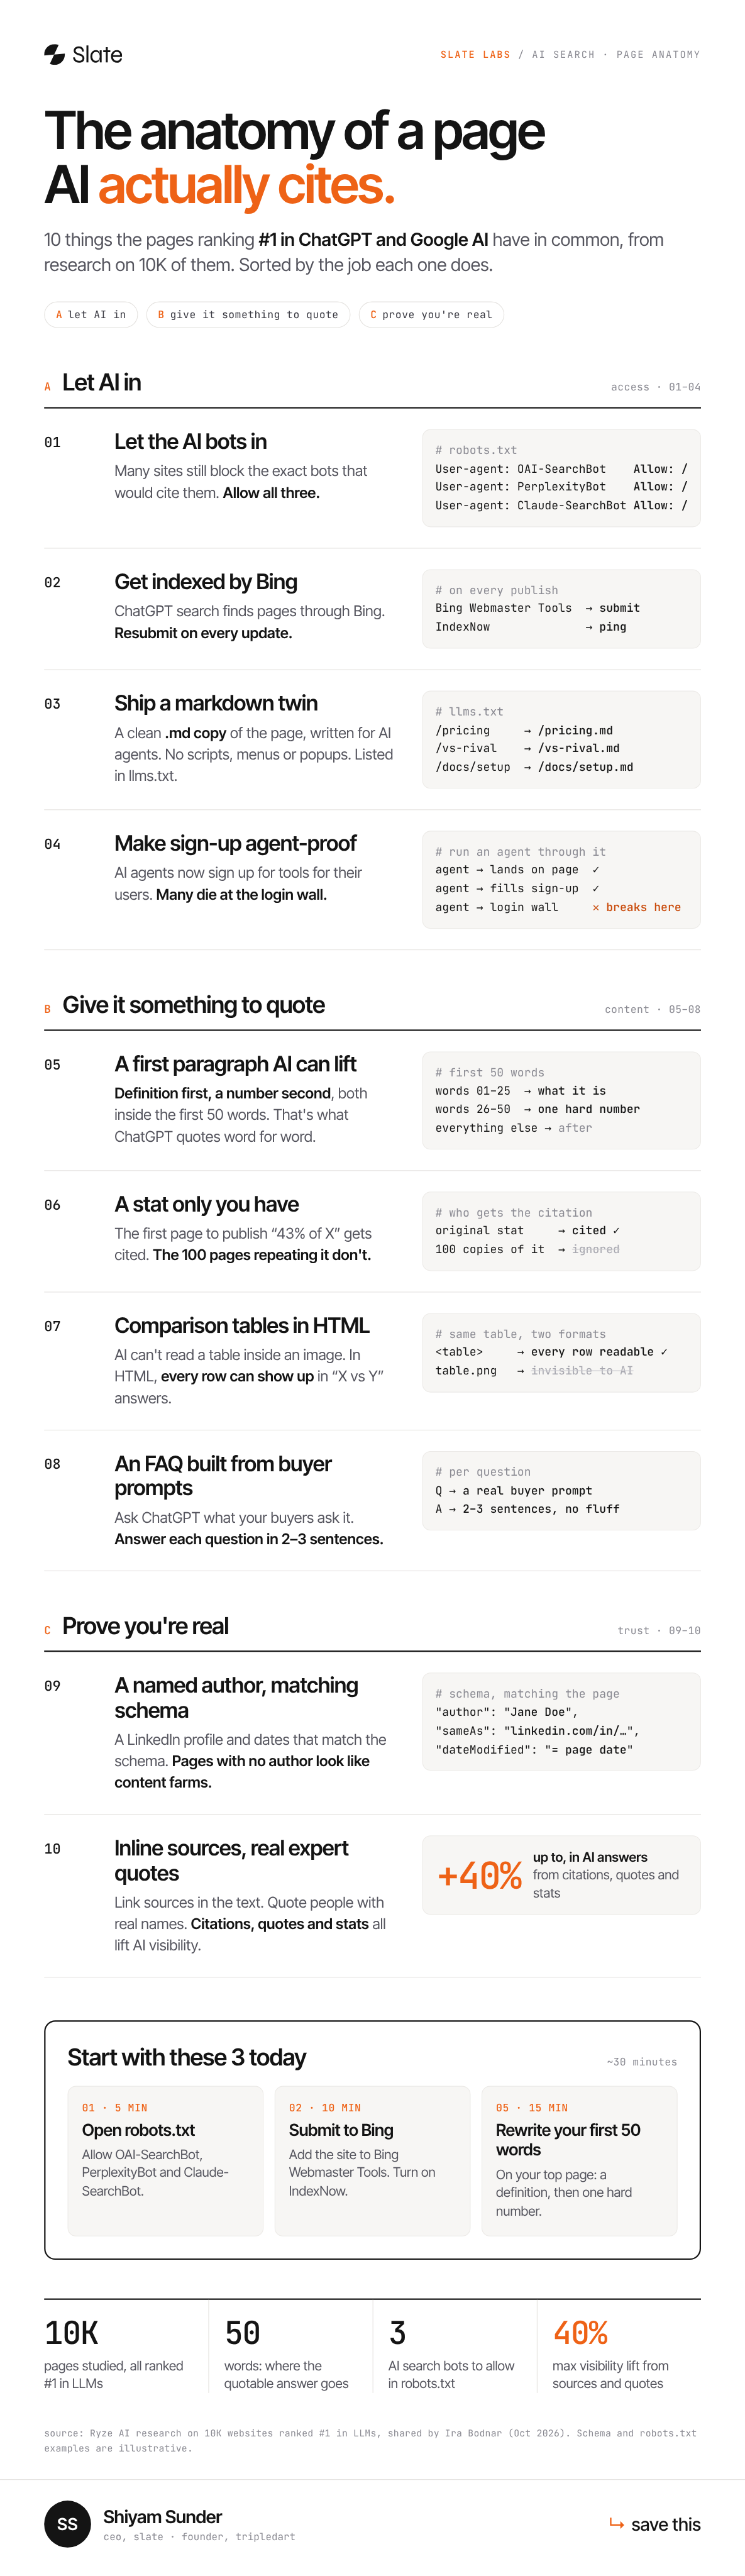 Slate
SLATE LABS / AI SEARCH · PAGE ANATOMY
The anatomy of a page
AI actually cites.
10 things the pages ranking #1 in ChatGPT and Google AI have in common, from
research on 10K of them. Sorted by the job each one does.
A let AI in
B give it something to quote
C prove you're real
A Let AI in
access · 01–04
01
Let the AI bots in
Many sites still block the exact bots that
would cite them. Allow all three.
# robots.txt
User-agent: OAI-SearchBot Allow: /
User-agent: PerplexityBot Allow: /
User-agent: Claude-SearchBot Allow: /
02
Get indexed by Bing
ChatGPT search finds pages through Bing.
Resubmit on every update.
# on every publish
Bing Webmaster Tools → submit
IndexNow → ping
03
Ship a markdown twin
A clean .md copy of the page, written for AI
agents. No scripts, menus or popups. Listed
in llms.txt.
# llms.txt
/pricing → /pricing.md
/vs-rival → /vs-rival.md
/docs/setup → /docs/setup.md
04
Make sign-up agent-proof
AI agents now sign up for tools for their
users. Many die at the login wall.
# run an agent through it
agent → lands on page ✓
agent → fills sign-up ✓
agent → login wall × breaks here
B Give it something to quote
content · 05–08
05
A first paragraph AI can lift
Definition first, a number second, both
inside the first 50 words. That's what
ChatGPT quotes word for word.
# first 50 words
words 01–25 → what it is
words 26–50 → one hard number
everything else → after
06
A stat only you have
The first page to publish “43% of X” gets
cited. The 100 pages repeating it don't.
# who gets the citation
original stat → cited ✓
100 copies of it → ignored
07
Comparison tables in HTML
AI can't read a table inside an image. In
HTML, every row can show up in “X vs Y”
answers.
# same table, two formats
<table> → every row readable ✓
table.png → invisible to AI
08
An FAQ built from buyer
prompts
Ask ChatGPT what your buyers ask it.
Answer each question in 2–3 sentences.
# per question
Q → a real buyer prompt
A → 2–3 sentences, no fluff
C Prove you're real
trust · 09–10
09
A named author, matching
schema
A LinkedIn profile and dates that match the
schema. Pages with no author look like
content farms.
# schema, matching the page
"author": "Jane Doe",
"sameAs": "linkedin.com/in/…",
"dateModified": "= page date"
10
Inline sources, real expert
quotes
Link sources in the text. Quote people with
real names. Citations, quotes and stats all
lift AI visibility.
+40%
up to, in AI answers
from citations, quotes and
stats
Start with these 3 today
~30 minutes
01 · 5 MIN
Open robots.txt
Allow OAI-SearchBot,
PerplexityBot and Claude-
SearchBot.
02 · 10 MIN
Submit to Bing
Add the site to Bing
Webmaster Tools. Turn on
IndexNow.
05 · 15 MIN
Rewrite your first 50
words
On your top page: a
definition, then one hard
number.
10K
pages studied, all ranked
#1 in LLMs
50
words: where the
quotable answer goes
3
AI search bots to allow
in robots.txt
40%
max visibility lift from
sources and quotes
source: Ryze AI research on 10K websites ranked #1 in LLMs, shared by Ira Bodnar (Oct 2026). Schema and robots.txt
examples are illustrative.
SS
Shiyam Sunder
ceo, slate · founder, tripledart
↳ save this